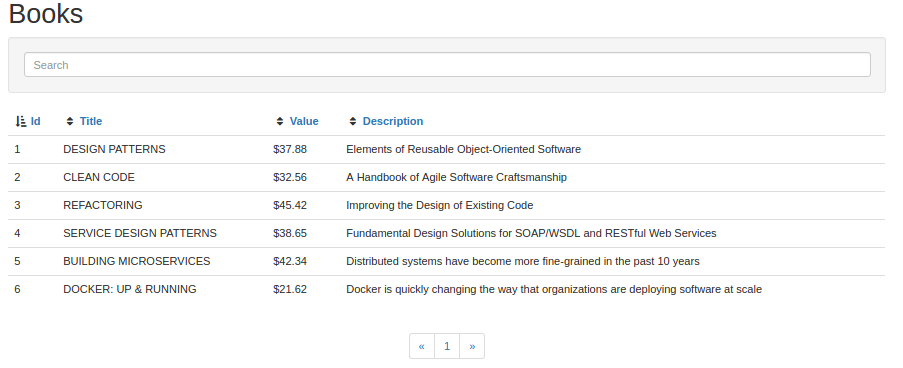 Books
Search
Id Title Value Description
1 DESIGN PATTERNS $37.88 Elements of Reusable Object-Oriented Software
2 CLEAN CODE $32.56 A Handbook of Agile Software Craftsmanship
3 REFACTORING $45.42 Improving the Design of Existing Code
4 SERVICE DESIGN PATTERNS $38.65 Fundamental Design Solutions for SOAP/WSDL and RESTful Web Services
5 BUILDING MICROSERVICES $42.34 Distributed systems have become more fine-grained in the past 10 years
6 DOCKER: UP & RUNNING $21.62 Docker is quickly changing the way that organizations are deploying software at scale
« 1 »